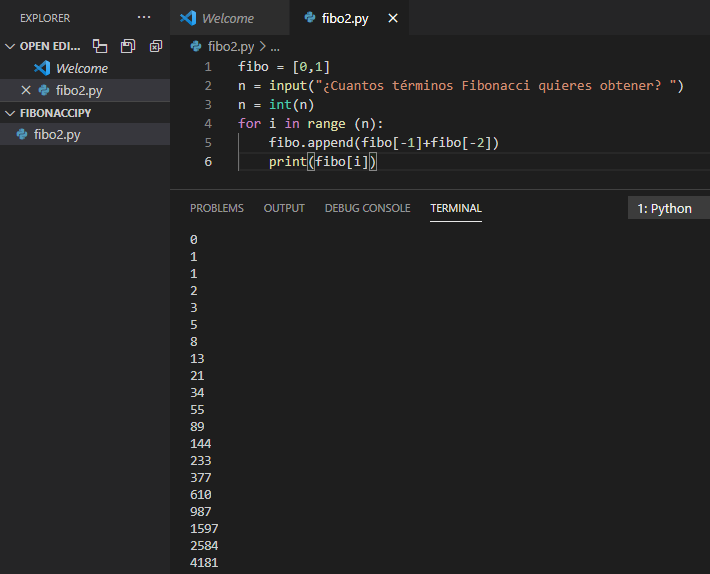 EXPLORER ...
OPEN EDI...
Welcome
fibo2.py
FIBONACCIPY
fibo2.py
Welcome fibo2.py
fibo2.py > ...
1 fibo = [0,1]
2 n = input("¿Cuantos términos Fibonacci quieres obtener? ")
3 n = int(n)
4 for i in range (n):
5     fibo.append(fibo[-1]+fibo[-2])
6     print(fibo[i])
PROBLEMS OUTPUT DEBUG CONSOLE TERMINAL 1: Python
0
1
1
2
3
5
8
13
21
34
55
89
144
233
377
610
987
1597
2584
4181